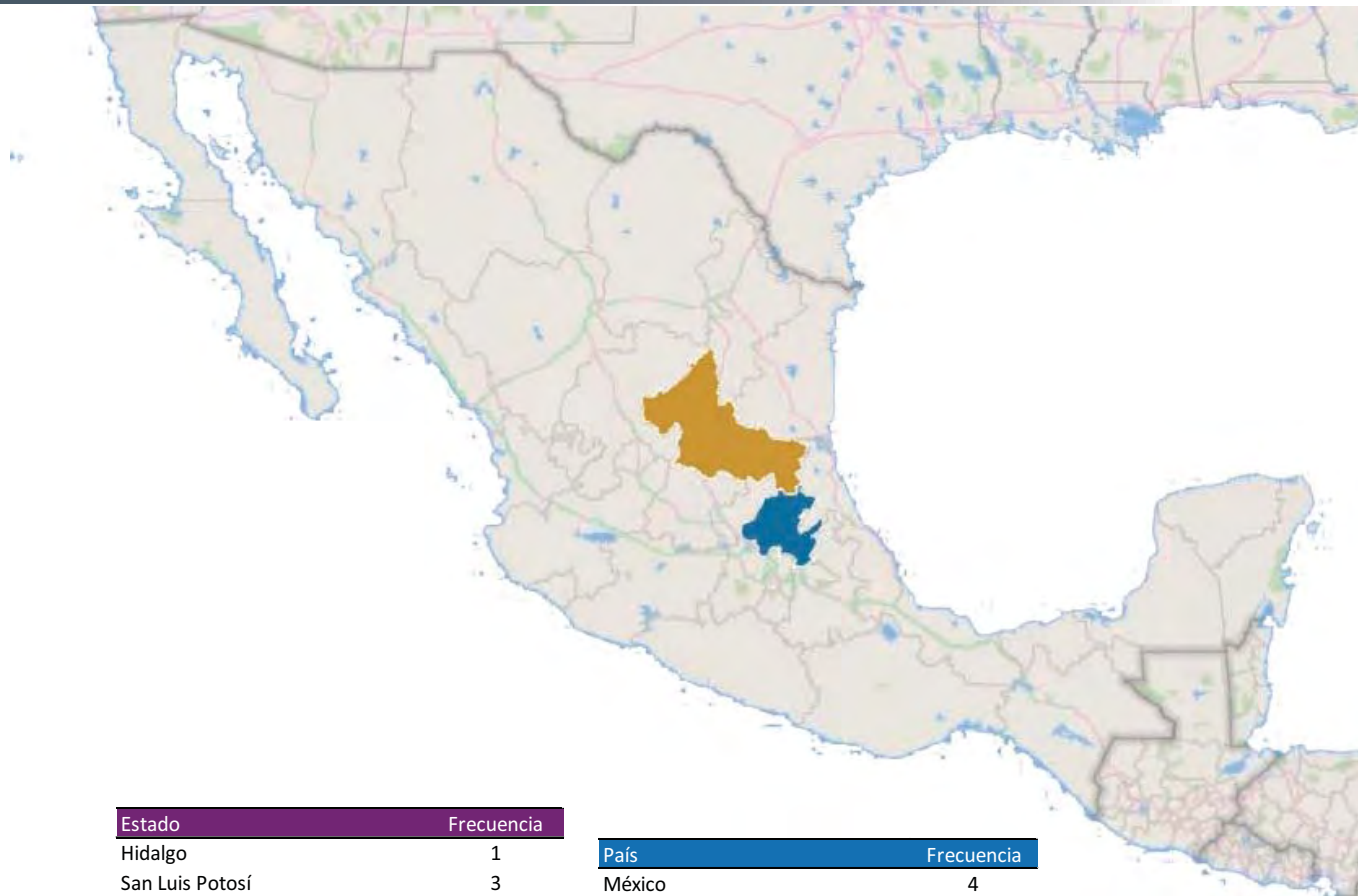 Estado Frecuencia
Hidalgo 1
San Luis Potosí 3
País Frecuencia
México 4